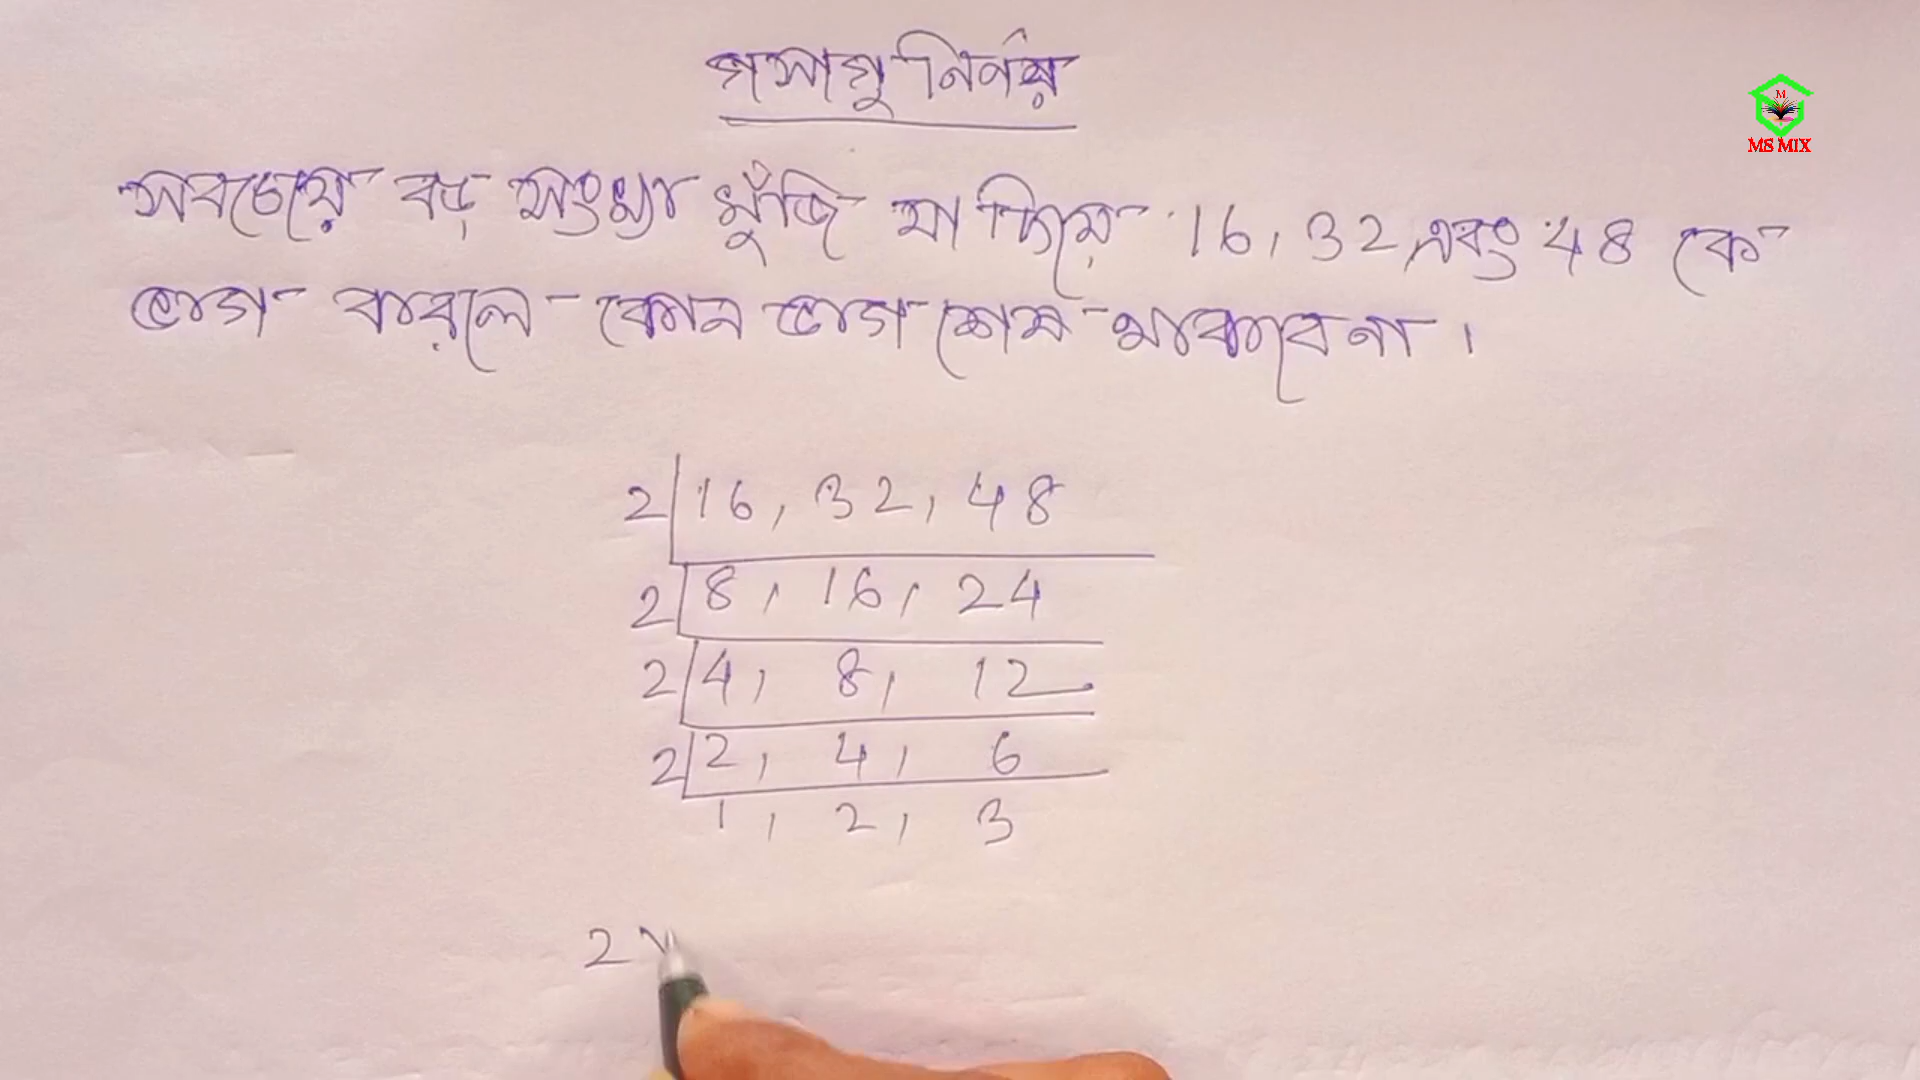 গসাগু নির্ণয়
M
MS MIX
সবচেয়ে বড় সংখ্যা খুঁজি যা দিয়ে 16, 32 এবং 48 কে
ভাগ করলে কোন ভাগ শেষ থাকবে না।
2 16, 32, 48
2 8, 16, 24
2 4, 8, 12
2 2, 4, 6
1, 2, 3
2